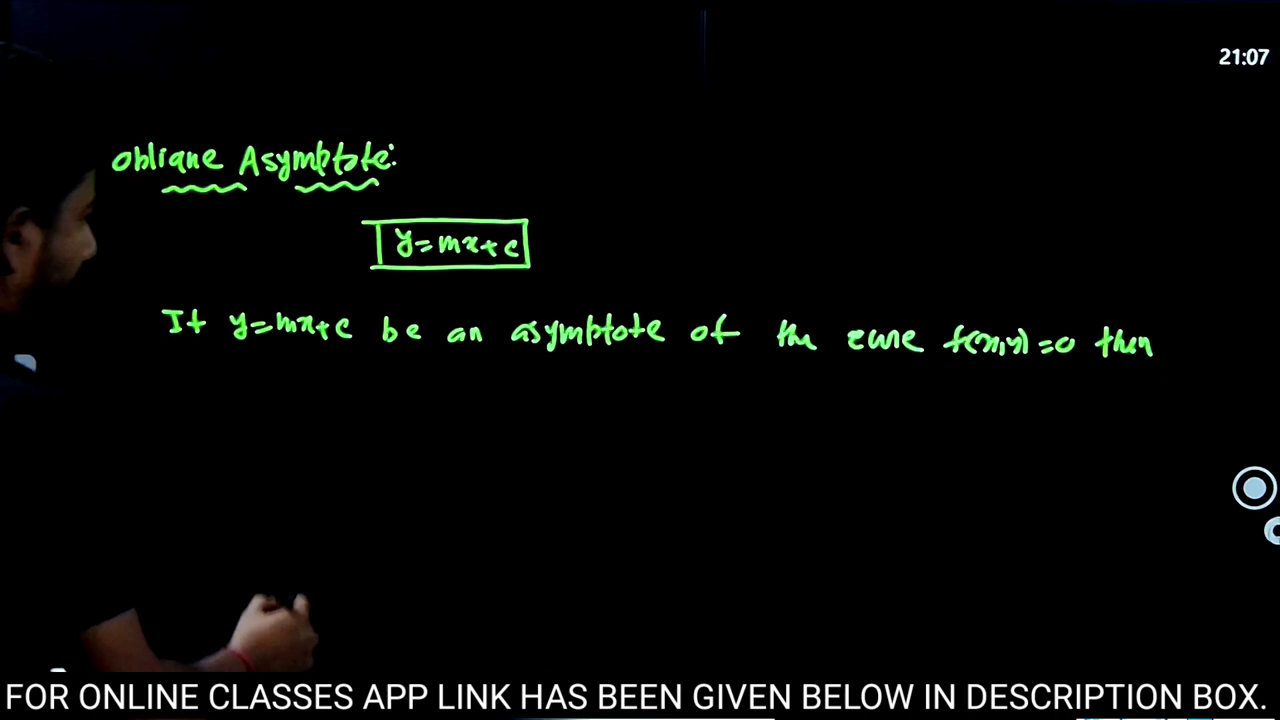 21:07
Oblique Asymptote:
y=mx+c
If y=mx+c be an asymptote of the curve f(x,y)=0 then
FOR ONLINE CLASSES APP LINK HAS BEEN GIVEN BELOW IN DESCRIPTION BOX.